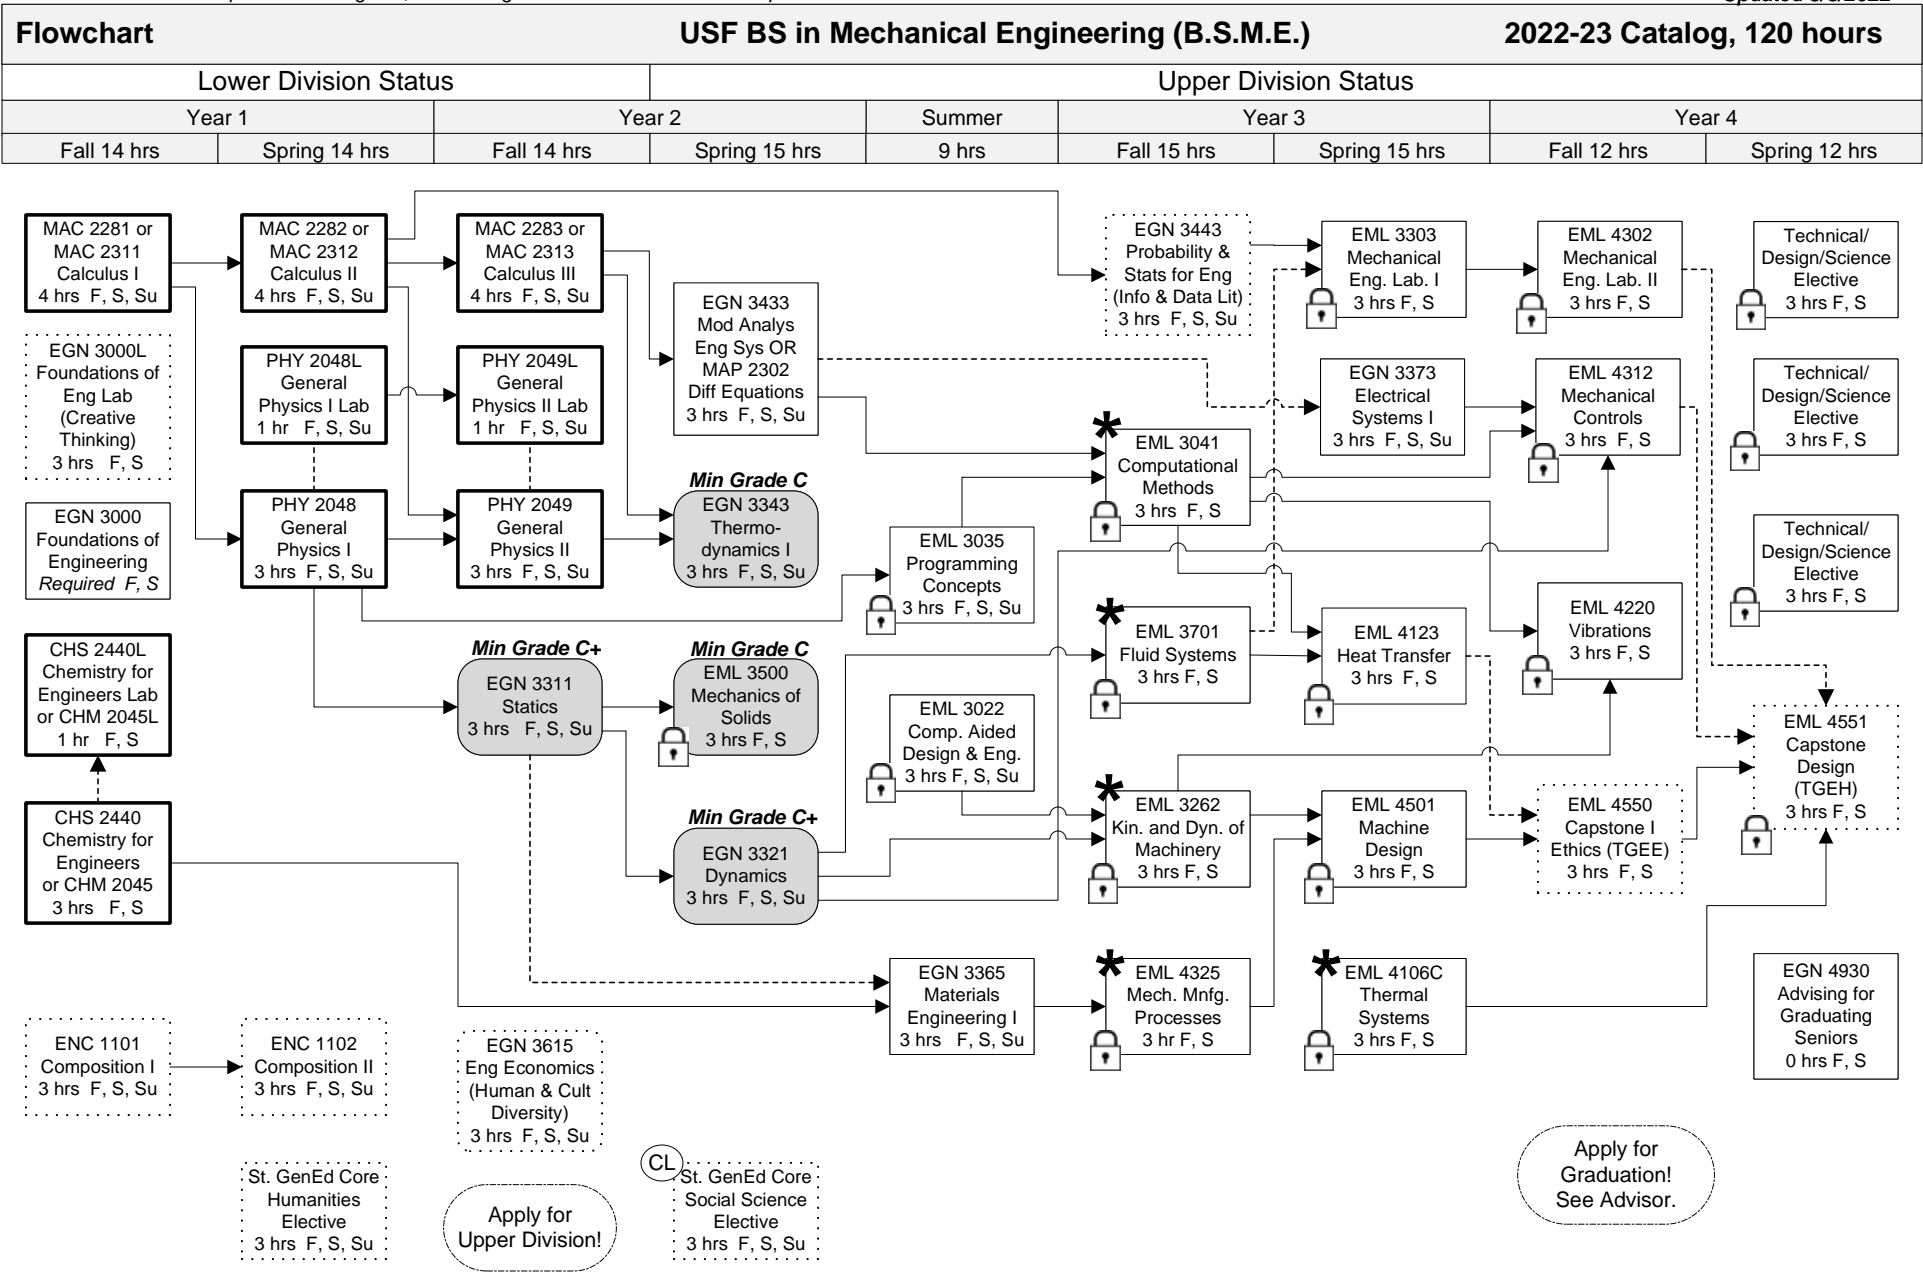 Flowchart
USF BS in Mechanical Engineering (B.S.M.E.)
2022-23 Catalog, 120 hours
Lower Division Status
Upper Division Status
Year 1
Year 2
Summer
Year 3
Year 4
Fall 14 hrs
Spring 14 hrs
Fall 14 hrs
Spring 15 hrs
9 hrs
Fall 15 hrs
Spring 15 hrs
Fall 12 hrs
Spring 12 hrs
MAC 2281 or
MAC 2311
Calculus I
4 hrs F, S, Su
EGN 3000L
Foundations of
Eng Lab
(Creative
Thinking)
3 hrs F, S
EGN 3000
Foundations of
Engineering
Required F, S
CHS 2440L
Chemistry for
Engineers Lab
or CHM 2045L
1 hr F, S
CHS 2440
Chemistry for
Engineers
or CHM 2045
3 hrs F, S
ENC 1101
Composition I
3 hrs F, S, Su
MAC 2282 or
MAC 2312
Calculus II
4 hrs F, S, Su
PHY 2048L
General
Physics I Lab
1 hr F, S, Su
PHY 2048
General
Physics I
3 hrs F, S, Su
ENC 1102
Composition II
3 hrs F, S, Su
St. GenEd Core
Humanities
Elective
3 hrs F, S, Su
MAC 2283 or
MAC 2313
Calculus III
4 hrs F, S, Su
PHY 2049L
General
Physics II Lab
1 hr F, S, Su
PHY 2049
General
Physics II
3 hrs F, S, Su
Min Grade C+
EGN 3311
Statics
3 hrs F, S, Su
EGN 3615
Eng Economics
(Human & Cult
Diversity)
3 hrs F, S, Su
Apply for
Upper Division!
EGN 3433
Mod Analys
Eng Sys OR
MAP 2302
Diff Equations
3 hrs F, S, Su
Min Grade C
EGN 3343
Thermo-
dynamics I
3 hrs F, S, Su
Min Grade C
EML 3500
Mechanics of
Solids
3 hrs F, S
Min Grade C+
EGN 3321
Dynamics
3 hrs F, S, Su
CL
St. GenEd Core
Social Science
Elective
3 hrs F, S, Su
EML 3035
Programming
Concepts
3 hrs F, S, Su
EML 3022
Comp. Aided
Design & Eng.
3 hrs F, S, Su
EGN 3365
Materials
Engineering I
3 hrs F, S, Su
EGN 3443
Probability &
Stats for Eng
(Info & Data Lit)
3 hrs F, S, Su
*
EML 3041
Computational
Methods
3 hrs F, S
*
EML 3701
Fluid Systems
3 hrs F, S
*
EML 3262
Kin. and Dyn. of
Machinery
3 hrs F, S
*
EML 4325
Mech. Mnfg.
Processes
3 hr F, S
EML 3303
Mechanical
Eng. Lab. I
3 hrs F, S
EGN 3373
Electrical
Systems I
3 hrs F, S, Su
EML 4123
Heat Transfer
3 hrs F, S
EML 4501
Machine
Design
3 hrs F, S
*
EML 4106C
Thermal
Systems
3 hrs F, S
EML 4302
Mechanical
Eng. Lab. II
3 hrs F, S
EML 4312
Mechanical
Controls
3 hrs F, S
EML 4220
Vibrations
3 hrs F, S
EML 4550
Capstone I
Ethics (TGEE)
3 hrs F, S
Apply for
Graduation!
See Advisor.
Technical/
Design/Science
Elective
3 hrs F, S
Technical/
Design/Science
Elective
3 hrs F, S
Technical/
Design/Science
Elective
3 hrs F, S
EML 4551
Capstone
Design
(TGEH)
3 hrs F, S
EGN 4930
Advising for
Graduating
Seniors
0 hrs F, S